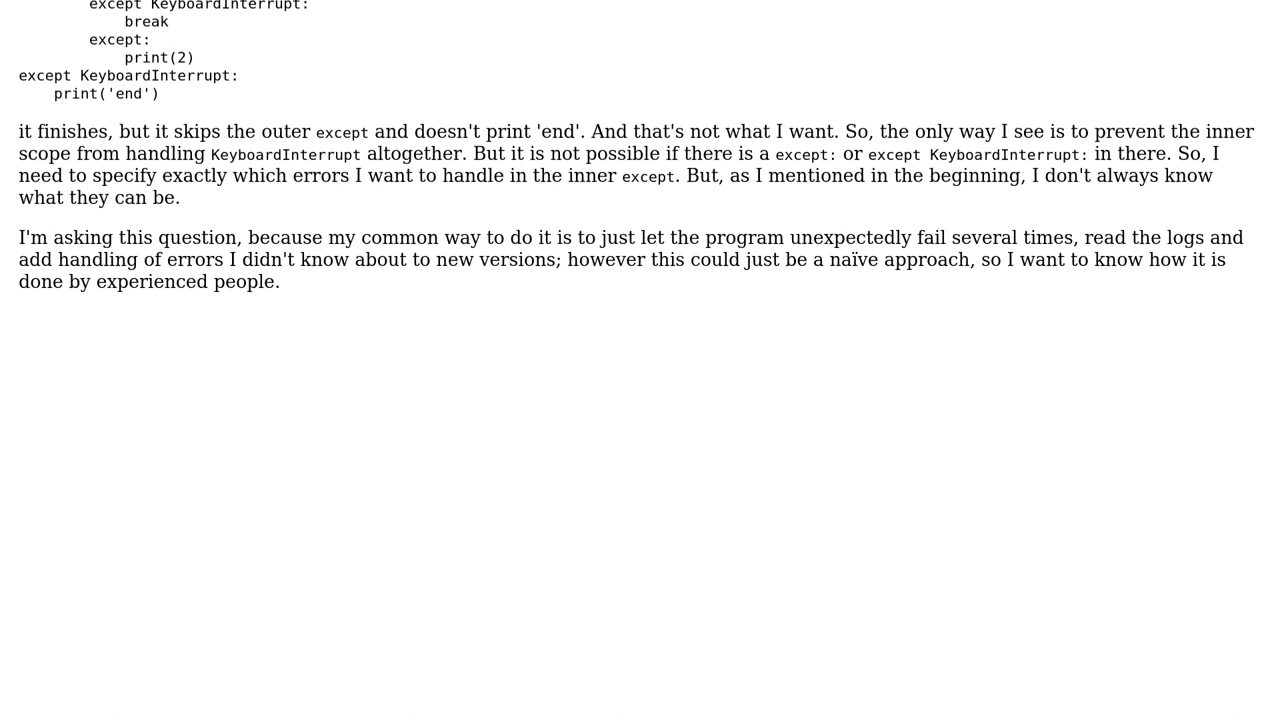 except KeyboardInterrupt:
            break
        except:
            print(2)
except KeyboardInterrupt:
    print('end')
it finishes, but it skips the outer except and doesn't print 'end'. And that's not what I want. So, the only way I see is to prevent the inner
scope from handling KeyboardInterrupt altogether. But it is not possible if there is a except: or except KeyboardInterrupt: in there. So, I
need to specify exactly which errors I want to handle in the inner except. But, as I mentioned in the beginning, I don't always know
what they can be.
I'm asking this question, because my common way to do it is to just let the program unexpectedly fail several times, read the logs and
add handling of errors I didn't know about to new versions; however this could just be a naïve approach, so I want to know how it is
done by experienced people.